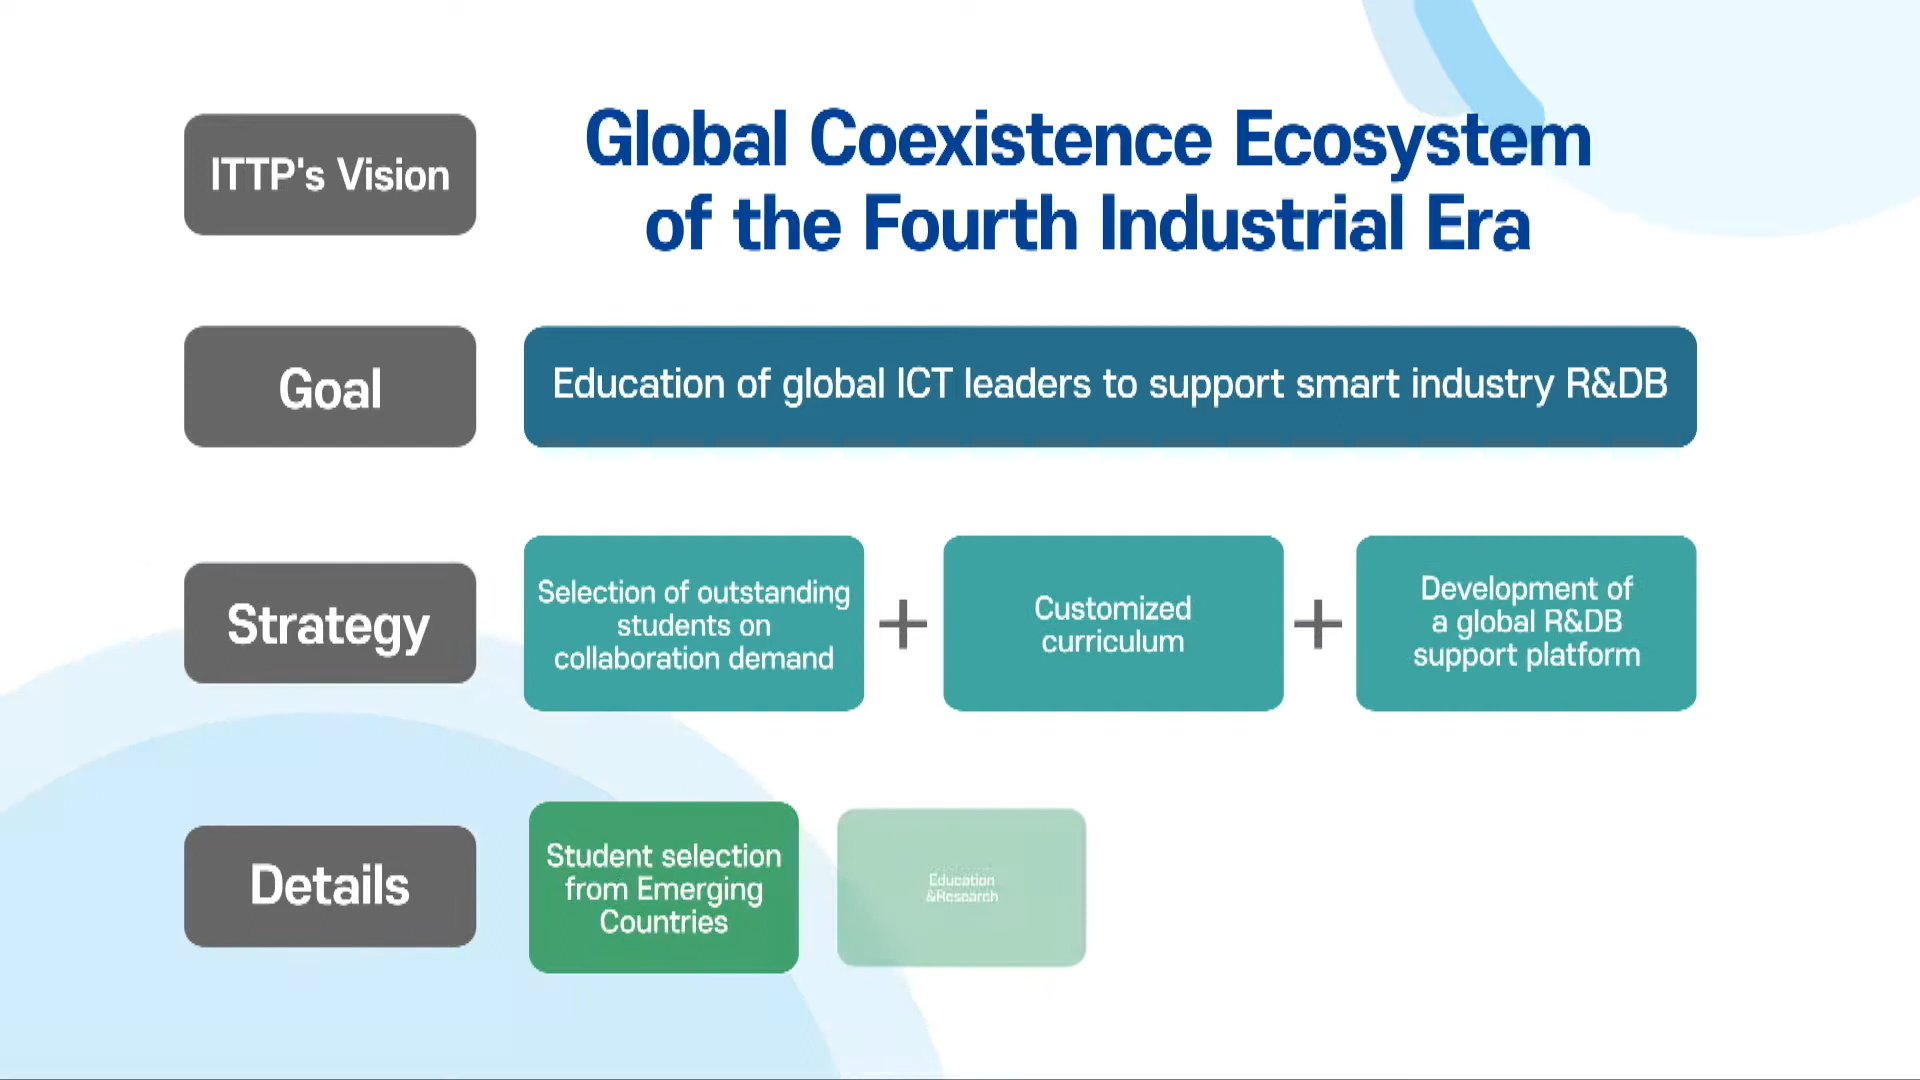 ITTP's Vision
Global Coexistence Ecosystem
of the Fourth Industrial Era
Goal
Education of global ICT leaders to support smart industry R&DB
Strategy
Selection of outstanding
students on
collaboration demand
+
Customized
curriculum
+
Development of
a global R&DB
support platform
Details
Student selection
from Emerging
Countries
Education
&Research